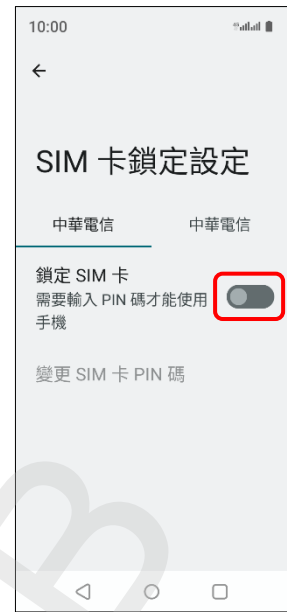 10:00
SIM 卡鎖定設定
中華電信 中華電信
鎖定 SIM 卡
需要輸入 PIN 碼才能使用
手機
變更 SIM 卡 PIN 碼